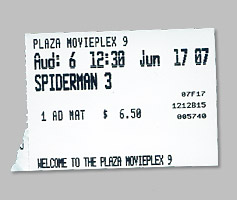 PLAZA MOVIEPLEX 9
Aud: 6 12:30 Jun 17 07
SPIDERMAN 3
07F17
1212815
1 AD MAT $ 6.50
005740
WELCOME TO THE PLAZA MOVIEPLEX 9